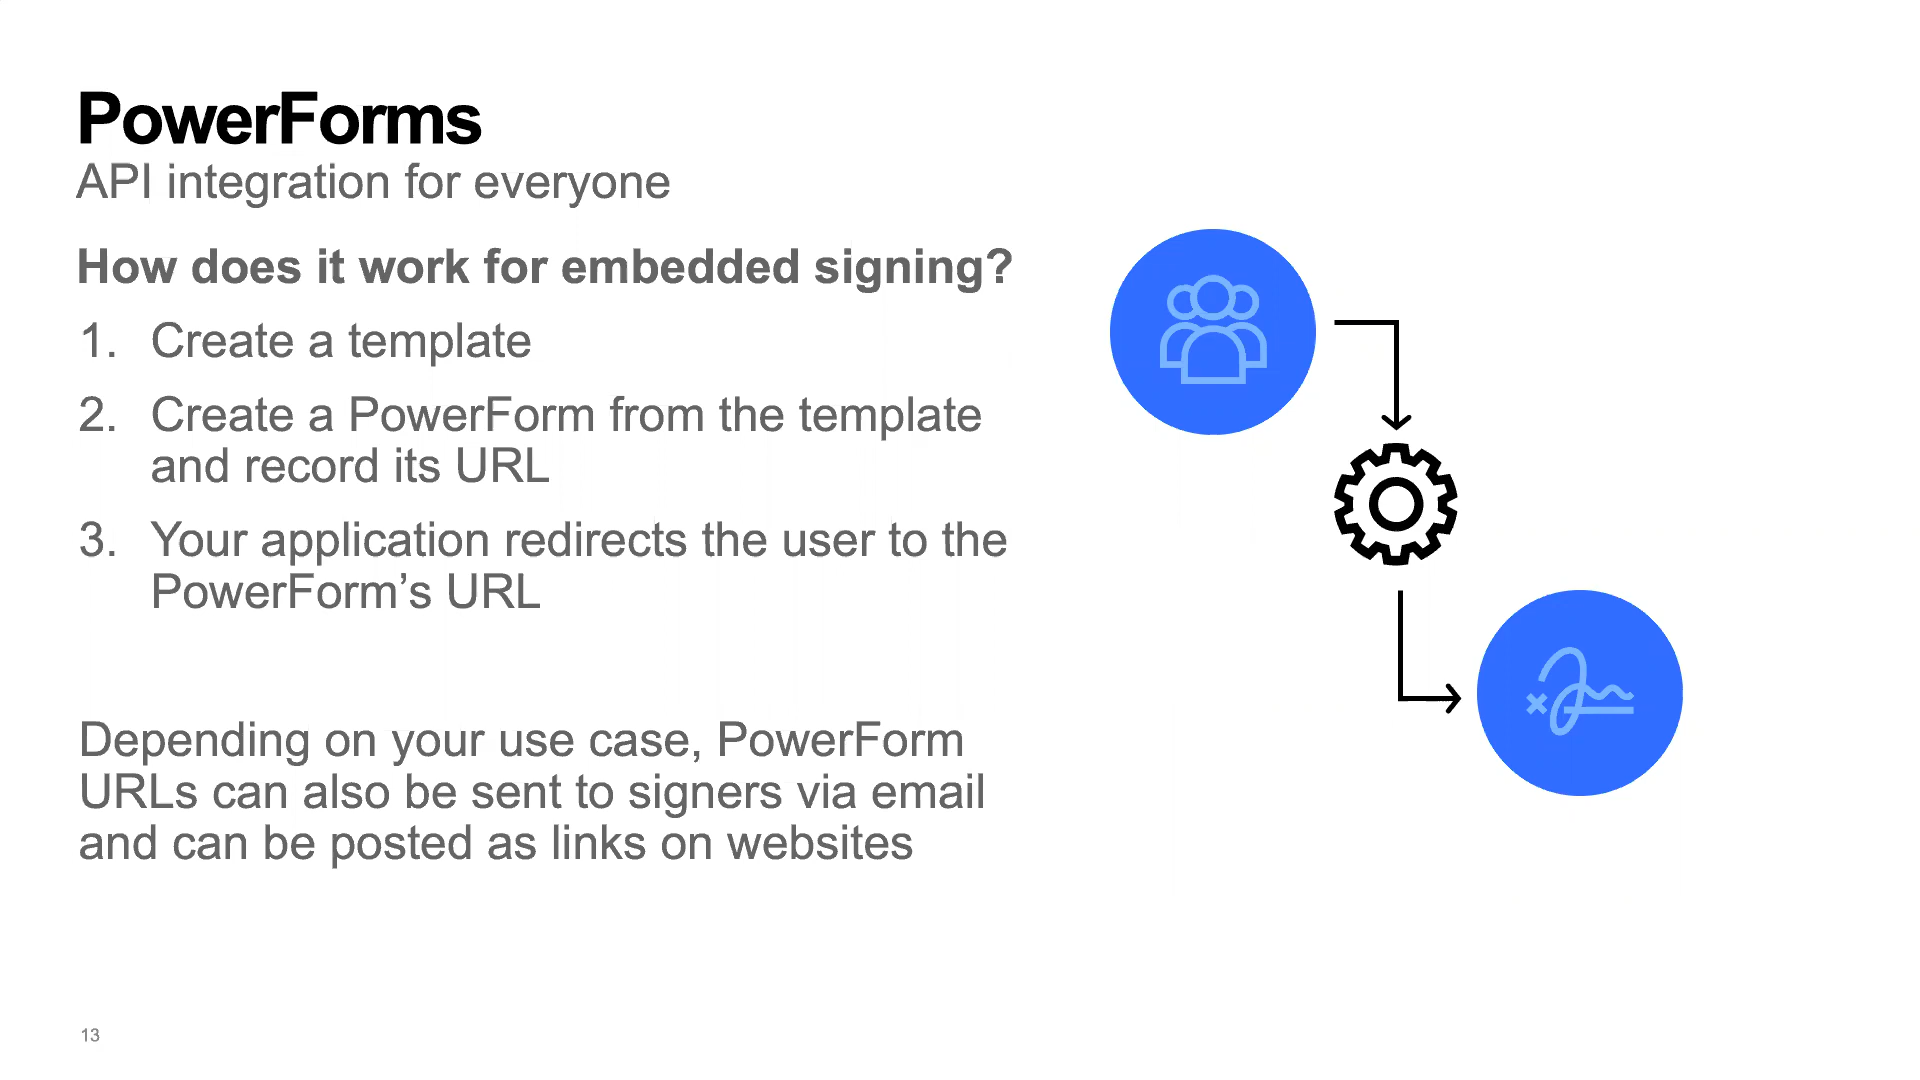 PowerForms
API integration for everyone
How does it work for embedded signing?
1. Create a template
2. Create a PowerForm from the template
and record its URL
3. Your application redirects the user to the
PowerForm’s URL
Depending on your use case, PowerForm
URLs can also be sent to signers via email
and can be posted as links on websites
13